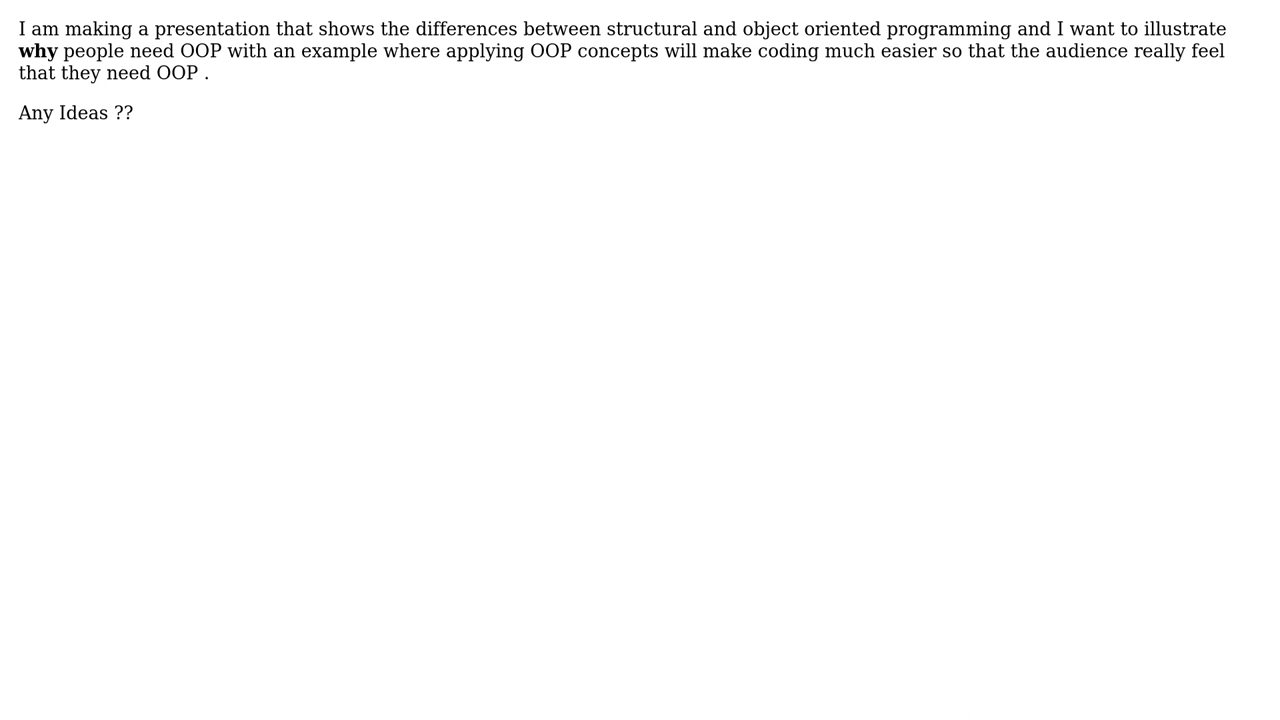 I am making a presentation that shows the differences between structural and object oriented programming and I want to illustrate
why people need OOP with an example where applying OOP concepts will make coding much easier so that the audience really feel
that they need OOP .
Any Ideas ??